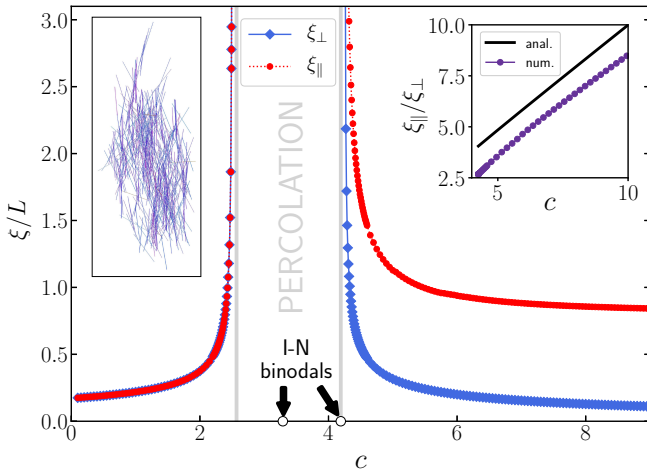 3.0
2.5
2.0
1.5
1.0
0.5
0.0
ξ/L
0
2
4
6
8
c
ξ⊥
ξ∥
PERCOLATION
I-N
binodals
10.0
7.5
5.0
2.5
ξ∥/ξ⊥
anal.
num.
5
10
c